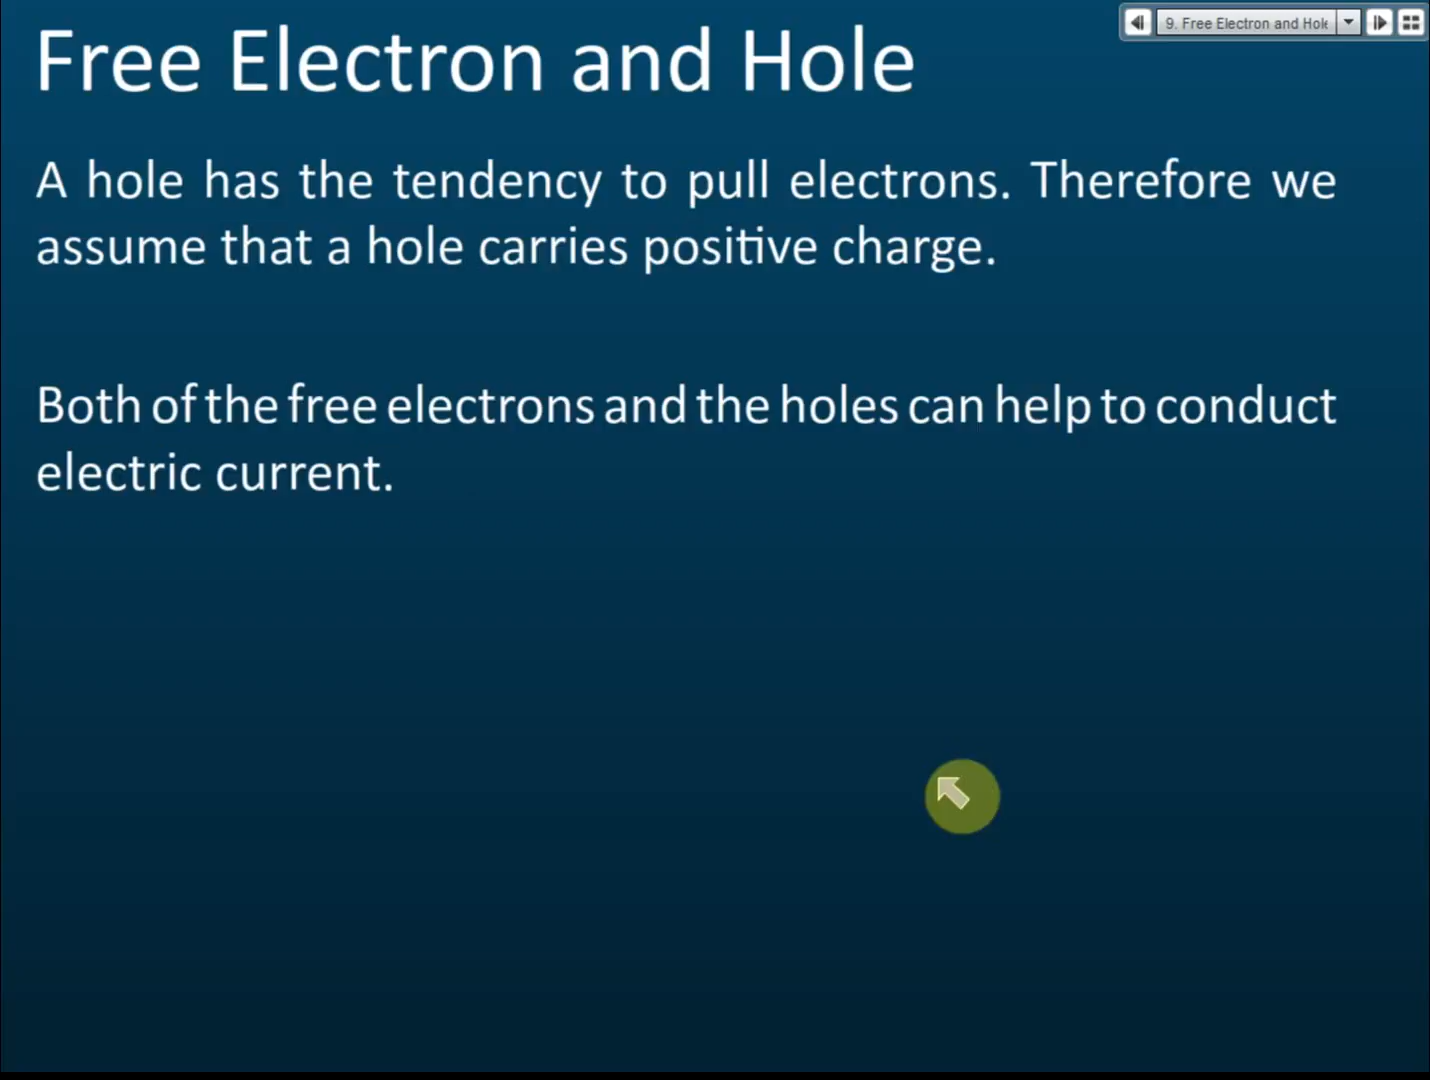 Free Electron and Hole
9. Free Electron and Hol
A hole has the tendency to pull electrons. Therefore we
assume that a hole carries positive charge.
Both of the free electrons and the holes can help to conduct
electric current.